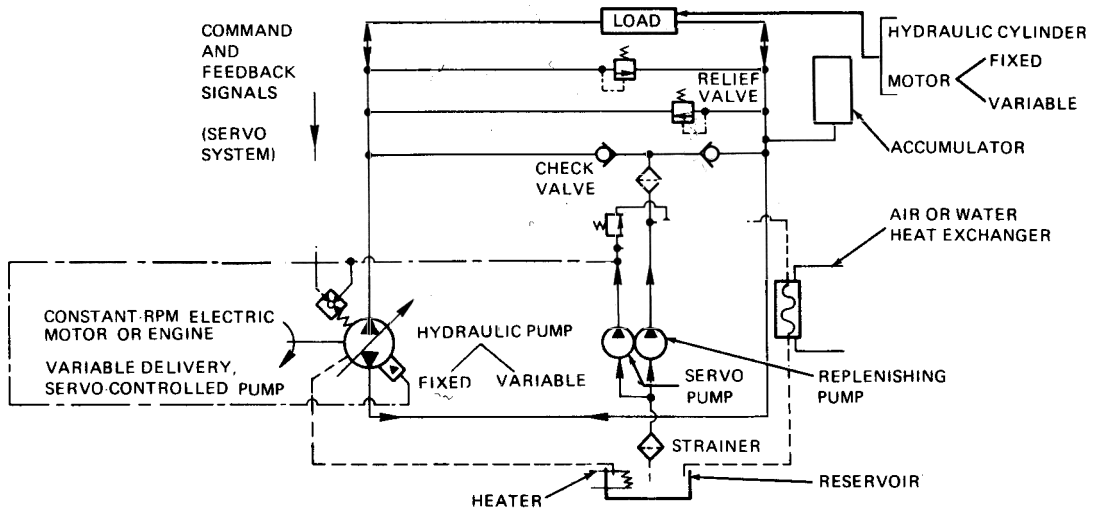 COMMAND
AND
FEEDBACK
SIGNALS
(SERVO
SYSTEM)
LOAD
HYDRAULIC CYLINDER
MOTOR
FIXED
VARIABLE
RELIEF
VALVE
ACCUMULATOR
CHECK
VALVE
AIR OR WATER
HEAT EXCHANGER
CONSTANT-RPM ELECTRIC
MOTOR OR ENGINE
VARIABLE DELIVERY,
SERVO-CONTROLLED PUMP
HYDRAULIC PUMP
FIXED
VARIABLE
SERVO
PUMP
REPLENISHING
PUMP
STRAINER
HEATER
RESERVOIR